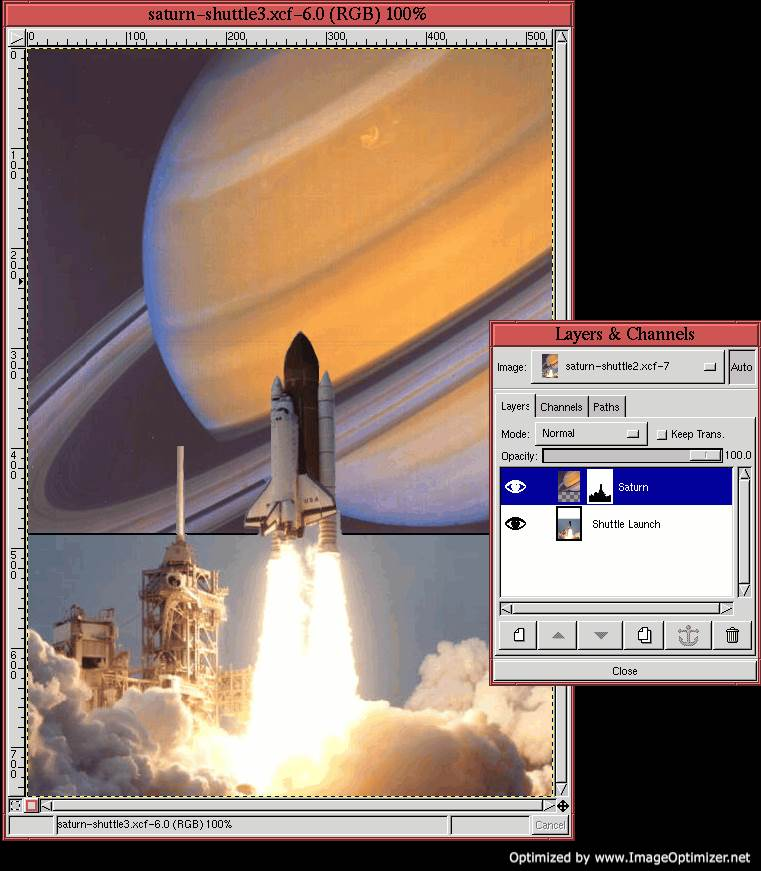 saturn-shuttle3.xcf-6.0 (RGB) 100%
0 100 200 300 400 500
0
100
200
300
400
500
600
700
USA
saturn-shuttle3.xcf-6.0 (RGB) 100%
Cancel
Layers & Channels
Image: saturn-shuttle2.xcf-7 Auto
Layers Channels Paths
Mode: Normal Keep Trans.
Opacity: 100.0
Saturn
Shuttle Launch
Close
Optimized by www.ImageOptimizer.net